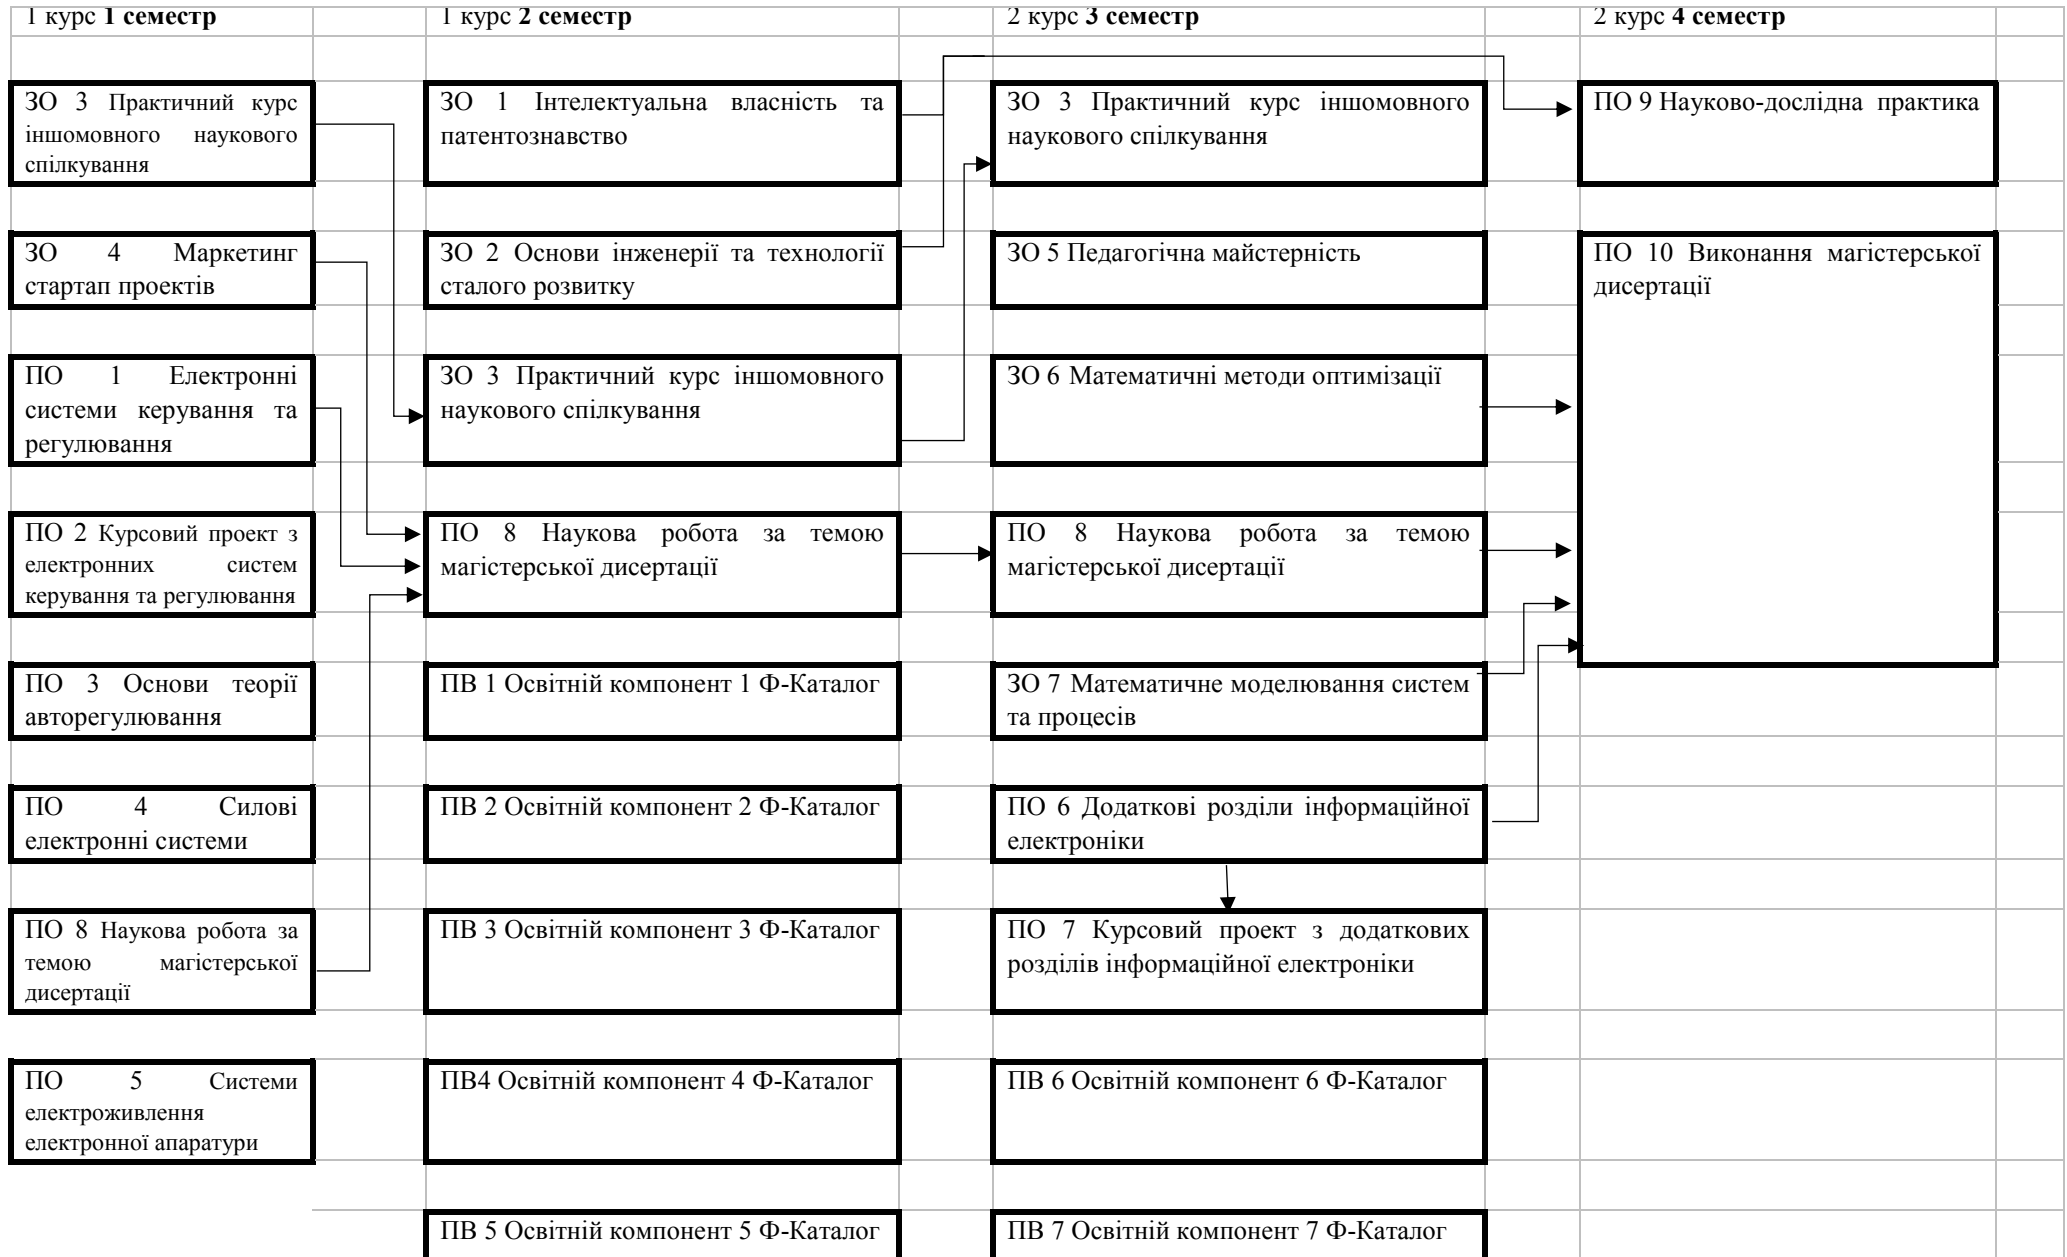 1 курс 1 семестр
1 курс 2 семестр
2 курс 3 семестр
2 курс 4 семестр
ЗО 3 Практичний курс
іншомовного наукового
спілкування
ЗО 4 Маркетинг
стартап проектів
ПО 1 Електронні
системи керування та
регулювання
ПО 2 Курсовий проект з
електронних систем
керування та регулювання
ПО 3 Основи теорії
авторегулювання
ПО 4 Силові
електронні системи
ПО 8 Наукова робота за
темою магістерської
дисертації
ПО 5 Системи
електроживлення
електронної апаратури
ЗО 1 Інтелектуальна власність та
патентознавство
ЗО 2 Основи інженерії та технології
сталого розвитку
ЗО 3 Практичний курс іншомовного
наукового спілкування
ПО 8 Наукова робота за темою
магістерської дисертації
ПВ 1 Освітній компонент 1 Ф-Каталог
ПВ 2 Освітній компонент 2 Ф-Каталог
ПВ 3 Освітній компонент 3 Ф-Каталог
ПВ4 Освітній компонент 4 Ф-Каталог
ПВ 5 Освітній компонент 5 Ф-Каталог
ЗО 3 Практичний курс іншомовного
наукового спілкування
ЗО 5 Педагогічна майстерність
ЗО 6 Математичні методи оптимізації
ПО 8 Наукова робота за темою
магістерської дисертації
ЗО 7 Математичне моделювання систем
та процесів
ПО 6 Додаткові розділи інформаційної
електроніки
ПО 7 Курсовий проект з додаткових
розділів інформаційної електроніки
ПВ 6 Освітній компонент 6 Ф-Каталог
ПВ 7 Освітній компонент 7 Ф-Каталог
ПО 9 Науково-дослідна практика
ПО 10 Виконання магістерської
дисертації